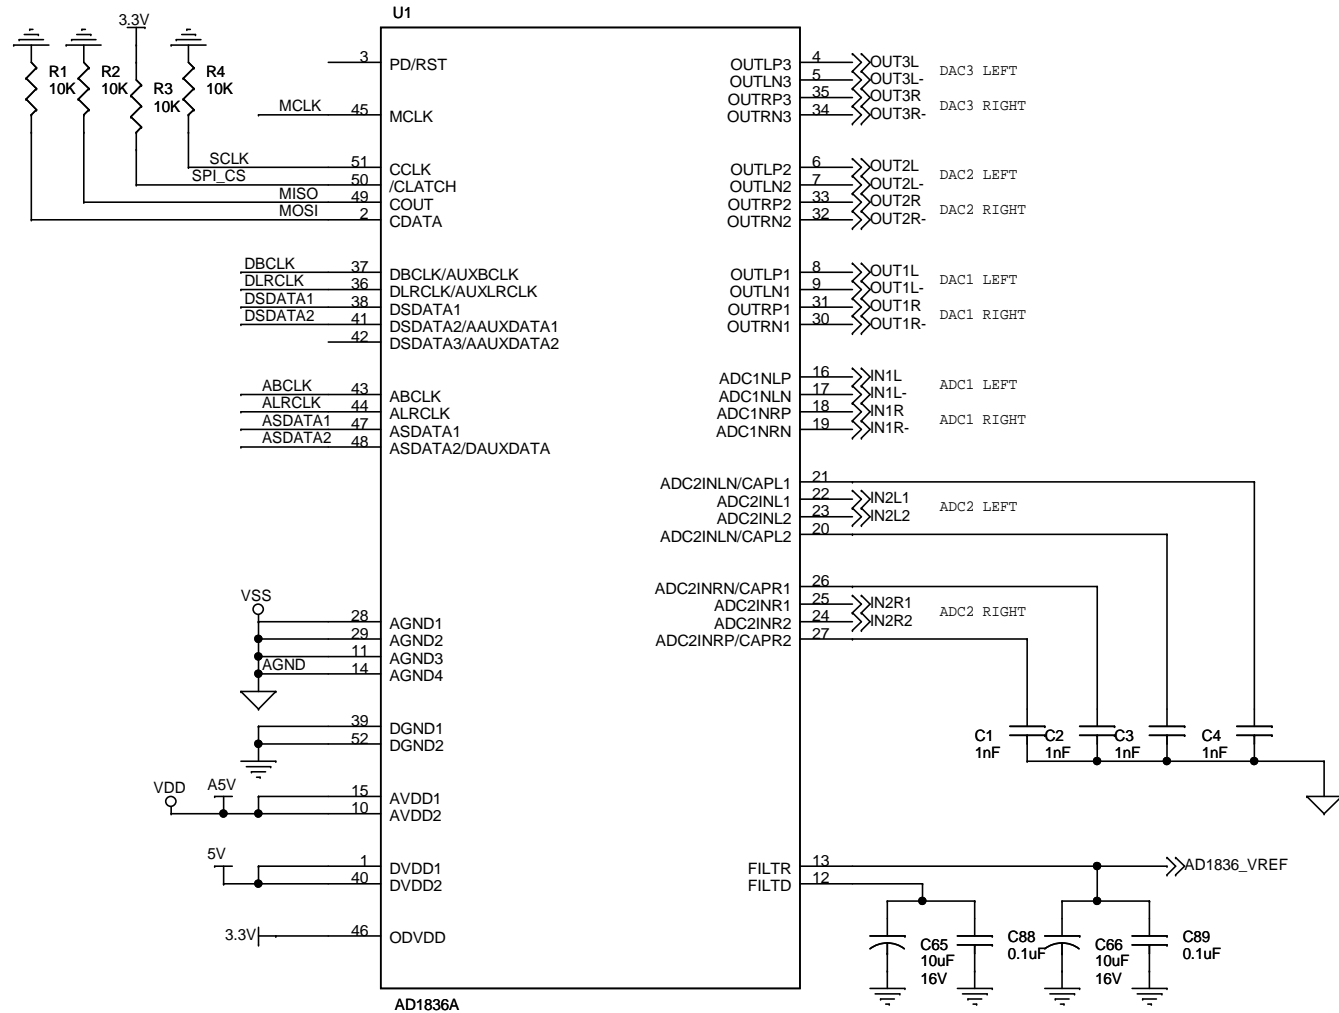 U1
3.3V
R1
10K
R2
10K
R3
10K
R4
10K
3 PD/RST
MCLK 45 MCLK
SCLK 51 CCLK
SPI_CS 50 /CLATCH
MISO 49 COUT
MOSI 2 CDATA
DBCLK 37 DBCLK/AUXBCLK
DLRCLK 36 DLRCLK/AUXLRCLK
DSDATA1 38 DSDATA1
DSDATA2 41 DSDATA2/AAUXDATA1
42 DSDATA3/AAUXDATA2
ABCLK 43 ABCLK
ALRCLK 44 ALRCLK
ASDATA1 47 ASDATA1
ASDATA2 48 ASDATA2/DAUXDATA
VSS
28 AGND1
29 AGND2
11 AGND3
AGND 14 AGND4
39 DGND1
52 DGND2
VDD A5V
15 AVDD1
10 AVDD2
5V
1 DVDD1
40 DVDD2
3.3V 46 ODVDD
OUTLP3 4 OUT3L
OUTLN3 5 OUT3L-
DAC3 LEFT
OUTRP3 35 OUT3R
OUTRN3 34 OUT3R-
DAC3 RIGHT
OUTLP2 6 OUT2L
OUTLN2 7 OUT2L-
DAC2 LEFT
OUTRP2 33 OUT2R
OUTRN2 32 OUT2R-
DAC2 RIGHT
OUTLP1 8 OUT1L
OUTLN1 9 OUT1L-
DAC1 LEFT
OUTRP1 31 OUT1R
OUTRN1 30 OUT1R-
DAC1 RIGHT
ADC1NLP 16 IN1L
ADC1NLN 17 IN1L-
ADC1 LEFT
ADC1NRP 18 IN1R
ADC1NRN 19 IN1R-
ADC1 RIGHT
ADC2INLN/CAPL1 21
ADC2INL1 22 IN2L1
ADC2INL2 23 IN2L2
ADC2 LEFT
ADC2INLN/CAPL2 20
ADC2INRN/CAPR1 26
ADC2INR1 25 IN2R1
ADC2INR2 24 IN2R2
ADC2 RIGHT
ADC2INRP/CAPR2 27
C1
1nF
C2
1nF
C3
1nF
C4
1nF
FILTR 13 AD1836_VREF
FILTD 12
C65
10uF
16V
C88
0.1uF
C66
10uF
16V
C89
0.1uF
AD1836A